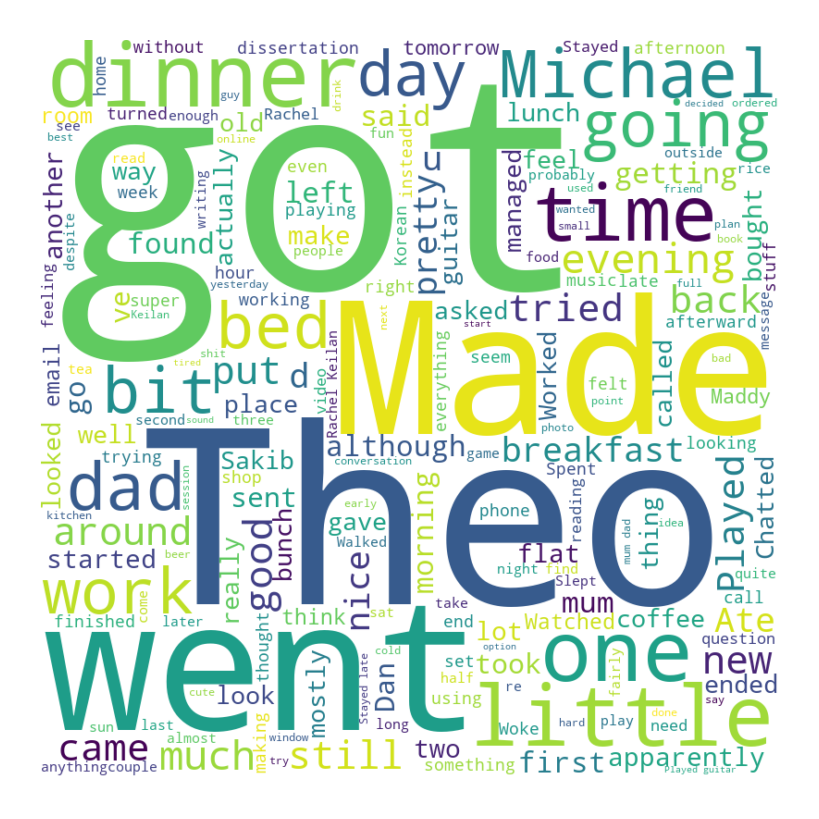 without
dissertation
tomorrow
Stayed
afternoon
home
dinner
day
Michael
guy
drink
decided
ordered
room
turned
enough
Rachel
old
said
lunch
going
see
best
online
fun
got
feel
outside
another
read
way
week
actually
even
left
playing
Korean
instead
pretty
guitar
managed
probably
getting
used
friend
rice
time
wanted
small
plan
book
bought
stuff
despite
writing
found
make
people
food
evening
feeling
hour
yesterday
right
music
late
full
message
ve
super
Keilan
working
bed
Made
asked
tried
back
afterward
next
start
email
shit
tired
bit
put
d
video
Rachel Keilan
everything
seem
Worked
felt
point
called
bad
Maddy
go
tea
place
second
sound
three
Theo
photo
looked
well
trying
although
game
breakfast
looking
dad
Sakib
shop
conversation
Spent
sent
session
early
morning
phone
reading
thing
idea
mum dad
Played
Chatted
around
good
bunch
gave
Walked
nice
flat
quite
started
kitchen
beer
really
night
Slept
find
work
come
think
sat
take
mum
call
finished
later
thought
end
Watched
coffee
Ate
question
went
cute
look
mostly
cold
Stayed late
Dan
lot
set
took
one
fairly
new
half
option
using
re
ended
say
sun
last
long
Woke
hard
play
done
need
little
came
almost
making
window
try
much
still
two
first
apparently
anything
couple
something
Played guitar